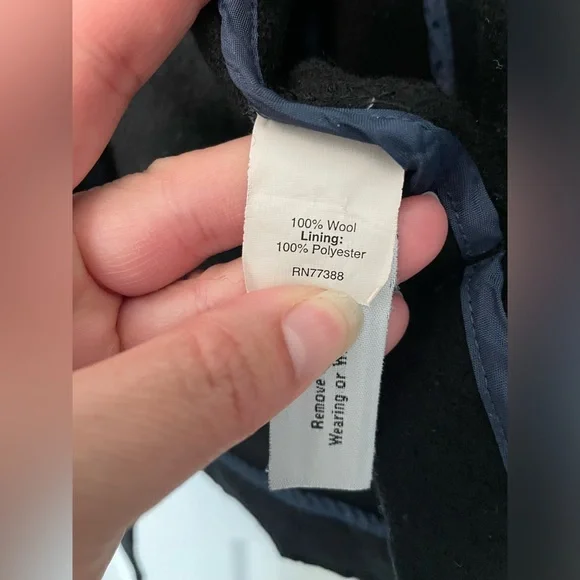 100% Wool
Lining:
100% Polyester
RN77388
Remove
Wearing or